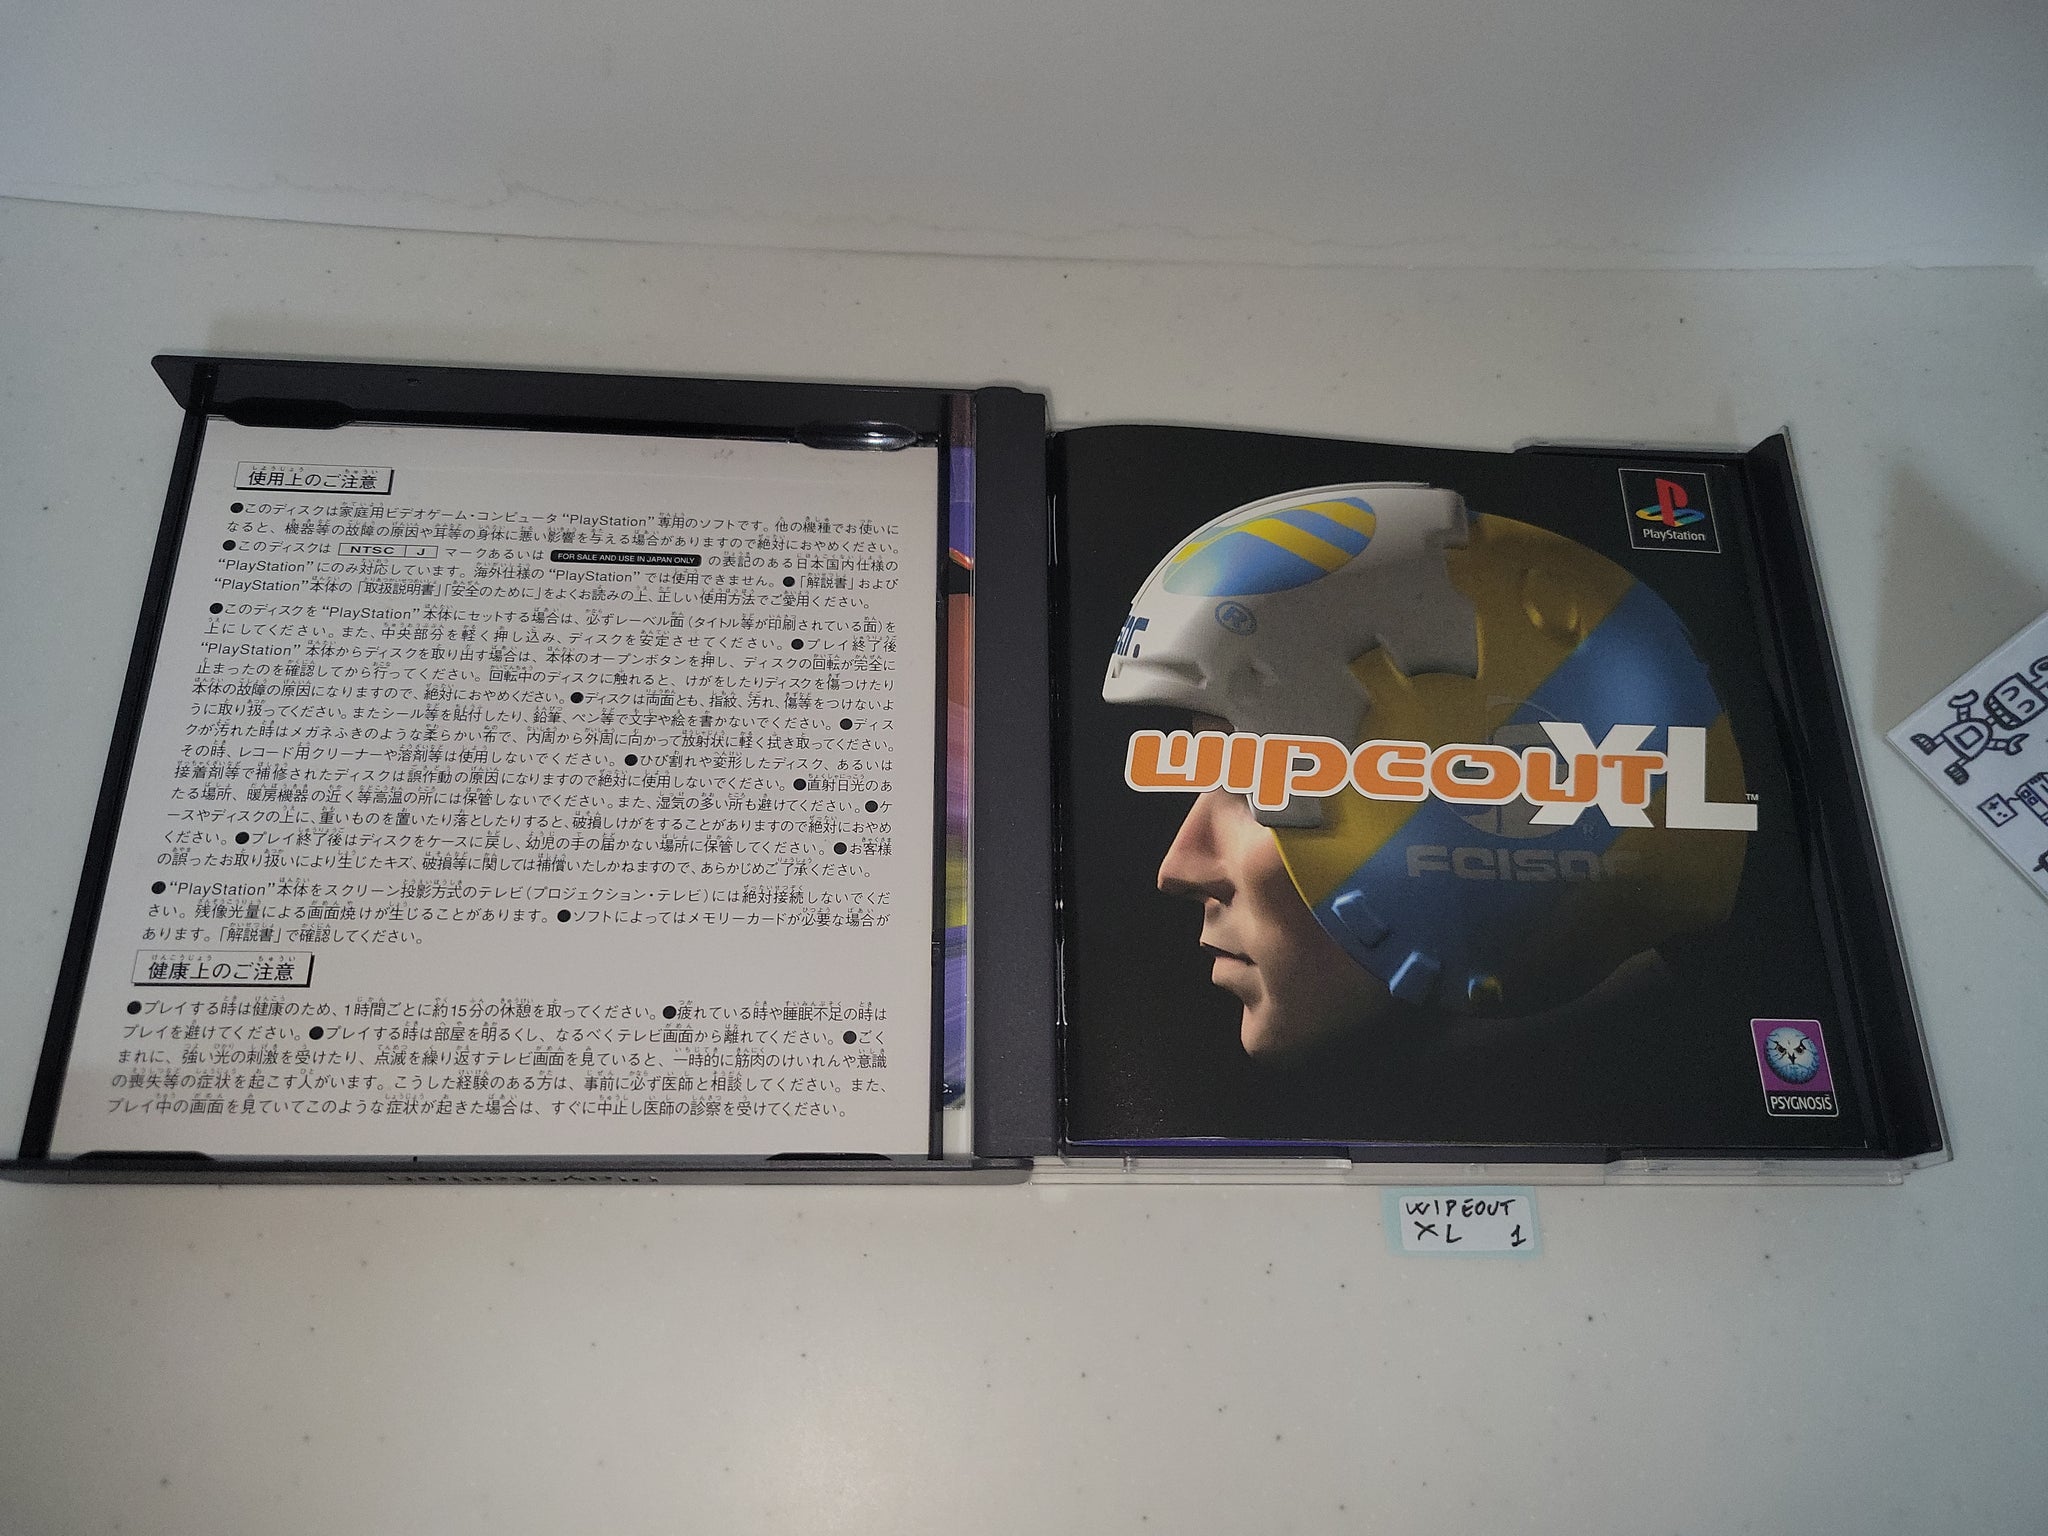 使用上のご注意
●このディスクは家庭用ビデオゲーム・コンピュータ“PlayStation”専用のソフトです。他の機種でお使いに
なると、機器等の故障の原因や耳等の身体に悪い影響を与える場合がありますので絶対におやめください。
●このディスクは NTSC J マークあるいは FOR SALE AND USE IN JAPAN ONLY の表記のある日本国内仕様の
“PlayStation”にのみ対応しています。海外仕様の“PlayStation”では使用できません。●「解説書」および
“PlayStation”本体の「取扱説明書」「安全のために」をよくお読みの上、正しい使用方法でご愛用ください。
●このディスクを“PlayStation”本体にセットする場合は、必ずレーベル面(タイトル等が印刷されている面)を
上にしてください。また、中央部分を軽く押し込み、ディスクを安定させてください。●プレイ終了後
“PlayStation”本体からディスクを取り出す場合は、本体のオープンボタンを押し、ディスクの回転が完全に
止まったのを確認してから行ってください。回転中のディスクに触れると、けがをしたりディスクを傷つけたり
本体の故障の原因になりますので、絶対におやめください。●ディスクは両面とも、指紋、汚れ、傷等をつけないよ
うに取り扱ってください。またシール等を貼付したり、鉛筆、ペン等で文字や絵を書かないでください。●ディス
クが汚れた時はメガネふきのような柔らかい布で、内周から外周に向かって放射状に軽く拭き取ってください。
その時、レコード用クリーナーや溶剤等は使用しないでください。●ひび割れや変形したディスク、あるいは
接着剤等で補修されたディスクは誤作動の原因になりますので絶対に使用しないでください。●直射日光のあ
たる場所、暖房機器の近く等高温の所には保管しないでください。また、湿気の多い所も避けてください。●ケ
ースやディスクの上に、重いものを置いたり落としたりすると、破損しけがをすることがありますので絶対におやめ
ください。●プレイ終了後はディスクをケースに戻し、幼児の手の届かない場所に保管してください。●お客様
の誤ったお取り扱いにより生じたキズ、破損等に関しては補償いたしかねますので、あらかじめご了承ください。
●“PlayStation”本体をスクリーン投影方式のテレビ(プロジェクション・テレビ)には絶対接続しないでくだ
さい。残像光量による画面焼けが生じることがあります。●ソフトによってはメモリーカードが必要な場合が
あります。「解説書」で確認してください。
健康上のご注意
●プレイする時は健康のため、1時間ごとに約15分の休憩を取ってください。●疲れている時や睡眠不足の時は
プレイを避けてください。●プレイする時は部屋を明るくし、なるべくテレビ画面から離れてください。●ごく
まれに、強い光の刺激を受けたり、点滅を繰り返すテレビ画面を見ていると、一時的に筋肉のけいれんや意識
の喪失等の症状を起こす人がいます。こうした経験のある方は、事前に必ず医師と相談してください。また、
プレイ中の画面を見ていてこのような症状が起きた場合は、すぐに中止し医師の診察を受けてください。
PlayStation
PlayStation
®
WIPEOUT XL™
®
FEISAR
PSYGNOSIS
WIPEOUT
XL 1